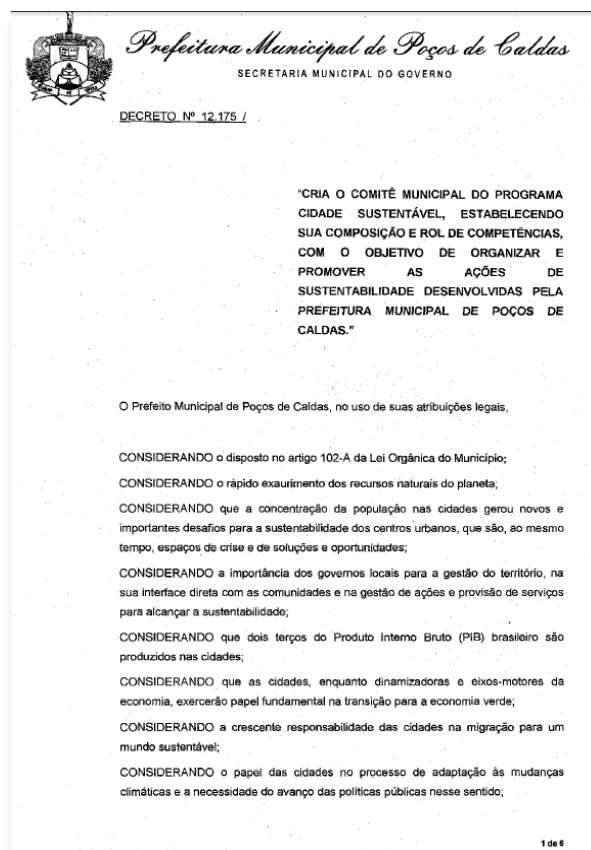 Prefeitura Municipal de Poços de Caldas
SECRETARIA MUNICIPAL DO GOVERNO
DECRETO Nº 12.175 /
"CRIA O COMITÊ MUNICIPAL DO PROGRAMA
CIDADE SUSTENTÁVEL, ESTABELECENDO
SUA COMPOSIÇÃO E ROL DE COMPETÊNCIAS,
COM O OBJETIVO DE ORGANIZAR E
PROMOVER AS AÇÕES DE
SUSTENTABILIDADE DESENVOLVIDAS PELA
PREFEITURA MUNICIPAL DE POÇOS DE
CALDAS."
O Prefeito Municipal de Poços de Caldas, no uso de suas atribuições legais,
CONSIDERANDO o disposto no artigo 102-A da Lei Orgânica do Município;
CONSIDERANDO o rápido exaurimento dos recursos naturais do planeta;
CONSIDERANDO que a concentração da população nas cidades gerou novos e
importantes desafios para a sustentabilidade dos centros urbanos, que são, ao mesmo
tempo, espaços de crise e de soluções e oportunidades;
CONSIDERANDO a importância dos governos locais para a gestão do território, na
sua interface direta com as comunidades e na gestão de ações e provisão de serviços
para alcançar a sustentabilidade;
CONSIDERANDO que dois terços do Produto Interno Bruto (PIB) brasileiro são
produzidos nas cidades;
CONSIDERANDO que as cidades, enquanto dinamizadoras e eixos-motores da
economia, exercerão papel fundamental na transição para a economia verde;
CONSIDERANDO a crescente responsabilidade das cidades na migração para um
mundo sustentável;
CONSIDERANDO o papel das cidades no processo de adaptação às mudanças
climáticas e a necessidade do avanço das políticas públicas nesse sentido;
1 de 6